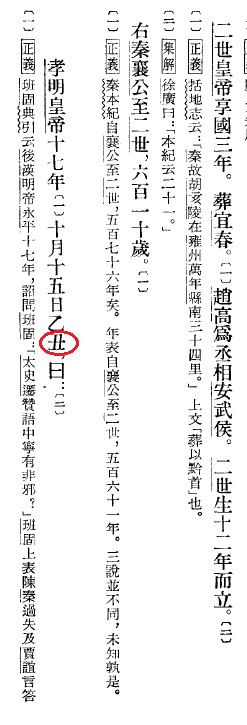 二世皇帝享國三年。葬宜春。〔一〕趙高爲丞相安武侯。二世生十二年而立。〔二〕
〔一〕正義 括地志云:「秦故胡亥陵在雍州萬年縣南三十四里。」上文「葬以黔首」也。
〔二〕集解 徐廣曰:「本紀云二十一。」
右秦襄公至二世,六百一十歲。〔一〕
〔一〕正義 秦本紀自襄公至二世,五百七十六年矣。年表自襄公至二世,五百六十一年。三說並不同,未知孰是。
孝明皇帝十七年〔一〕十月十五日乙丑,曰:〔二〕
〔一〕正義 班固典引云後漢明帝永平十七年,詔問班固:「太史遷贊語中寧有非邪?」班固上表陳秦過失及賈誼言答